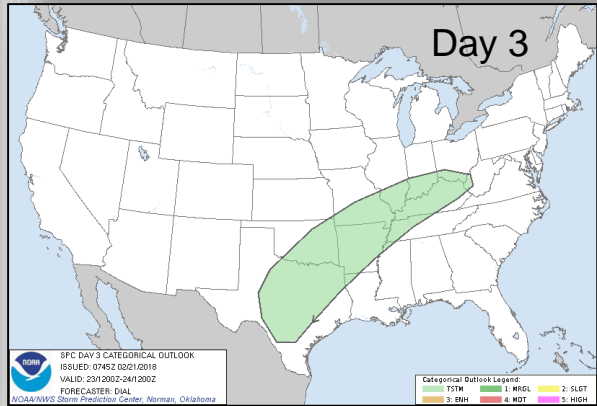 Day 3
NOAA
SPC DAY 3 CATEGORICAL OUTLOOK
ISSUED: 0745Z 02/21/2018
VALID: 23/1200Z-24/1200Z
FORECASTER: DIAL
NOAA/NWS Storm Prediction Center, Norman, Oklahoma
Categorical Outlook Legend:
TSTM 1: MRGL 2: SLGT
3: ENH 4: MDT 5: HIGH